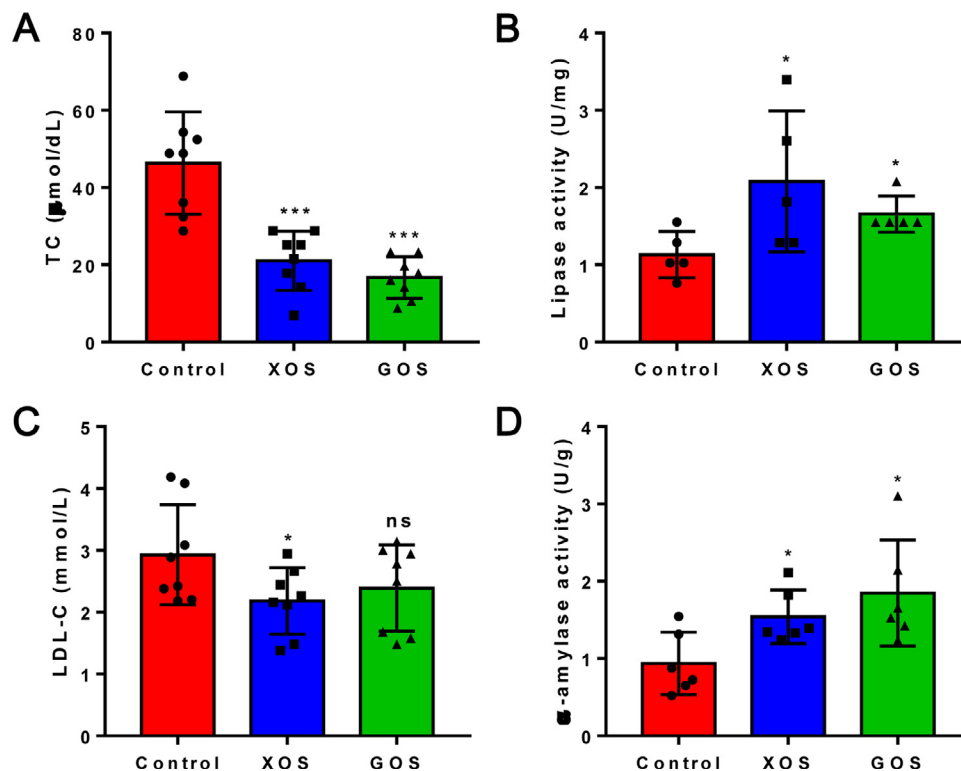 A
TC (μmol/dL)
80
60
40
20
0
***
***
Control XOS GOS
B
Lipase activity (U/mg)
4
3
2
1
0
*
*
Control XOS GOS
C
LDL-C (mmol/L)
5
4
3
2
1
0
*
ns
Control XOS GOS
D
-amylase activity (U/g)
4
3
2
1
0
*
*
Control XOS GOS